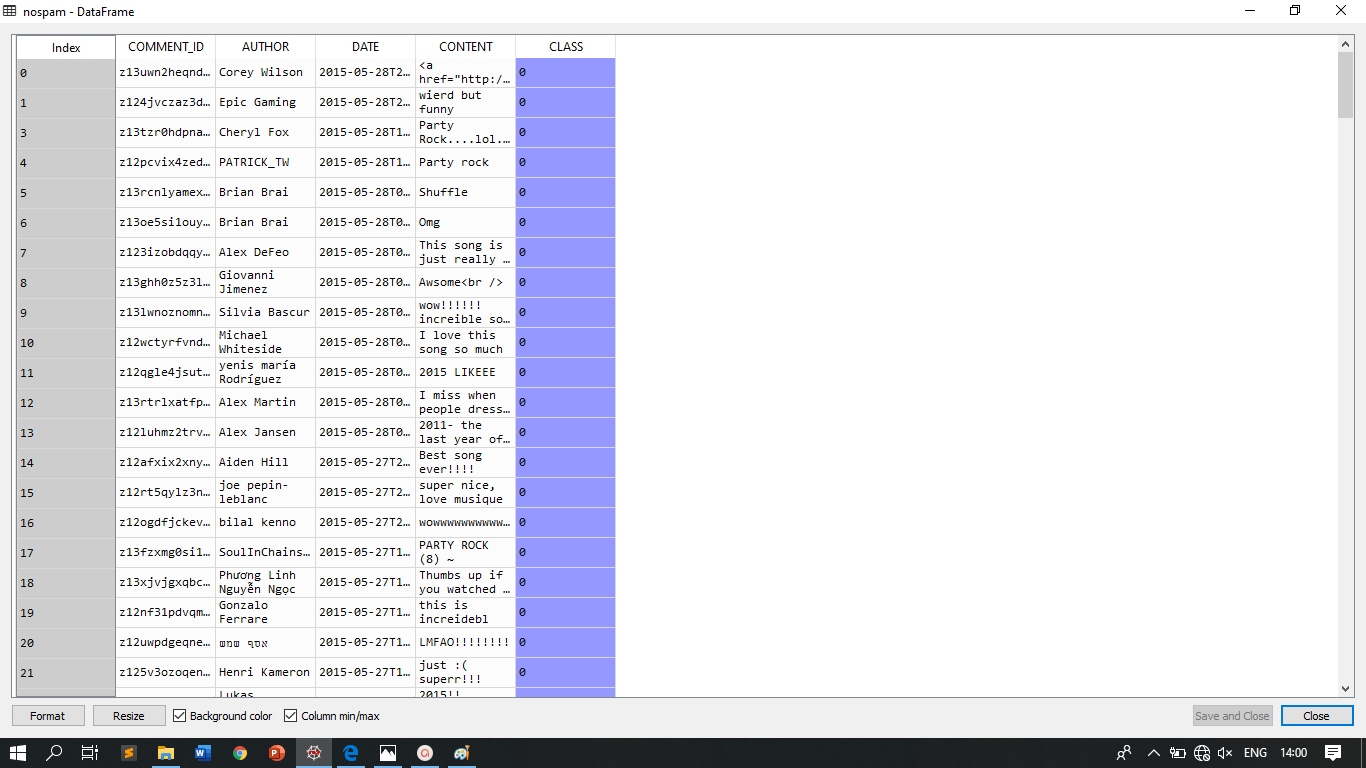 nospam - DataFrame
Index COMMENT_ID AUTHOR DATE CONTENT CLASS
0 z13uwn2heqnd… Corey Wilson 2015-05-28T2… <a href="http:/… 0
1 z124jvczaz3d… Epic Gaming 2015-05-28T2… wierd but funny 0
3 z13tzr0hdpna… Cheryl Fox 2015-05-28T1… Party Rock....lol.… 0
4 z12pcvix4zed… PATRICK_TW 2015-05-28T1… Party rock 0
5 z13rcnlyamex… Brian Brai 2015-05-28T0… Shuffle 0
6 z13oe5si1ouy… Brian Brai 2015-05-28T0… Omg 0
7 z123izobdqqy… Alex DeFeo 2015-05-28T0… This song is just really … 0
8 z13ghh0z5z3l… Giovanni Jimenez 2015-05-28T0… Awsome<br /> 0
9 z13lwnoznomn… Silvia Bascur 2015-05-28T0… wow!!!!!! increible so… 0
10 z12wctyrfvnd… Michael Whiteside 2015-05-28T0… I love this song so much 0
11 z12qgle4jsut… yenis maría Rodríguez 2015-05-28T0… 2015 LIKEEE 0
12 z13rtrlxatfp… Alex Martin 2015-05-28T0… I miss when people dress… 0
13 z12luhmz2trv… Alex Jansen 2015-05-28T0… 2011- the last year of… 0
14 z12afxix2xny… Aiden Hill 2015-05-27T2… Best song ever!!!! 0
15 z12rt5qylz3n… joe pepin-leblanc 2015-05-27T2… super nice, love musique 0
16 z12ogdfjckev… bilal kenno 2015-05-27T2… wowwwwwwwwww… 0
17 z13fzxmg0si1… SoulInChains… 2015-05-27T1… PARTY ROCK (8) ~ 0
18 z13xjvjgxqbc… Phương Linh Nguyễn Ngọc 2015-05-27T1… Thumbs up if you watched … 0
19 z12nf31pdvqm… Gonzalo Ferrare 2015-05-27T1… this is increidebl 0
20 z12uwpdgeqne… אסף שמש 2015-05-27T1… LMFAO!!!!!!!! 0
21 z125v3ozoqen… Henri Kameron 2015-05-27T1… just :( superr!!! 0
Lukas 2015!!
Format Resize Background color Column min/max Save and Close Close
ENG 14:00